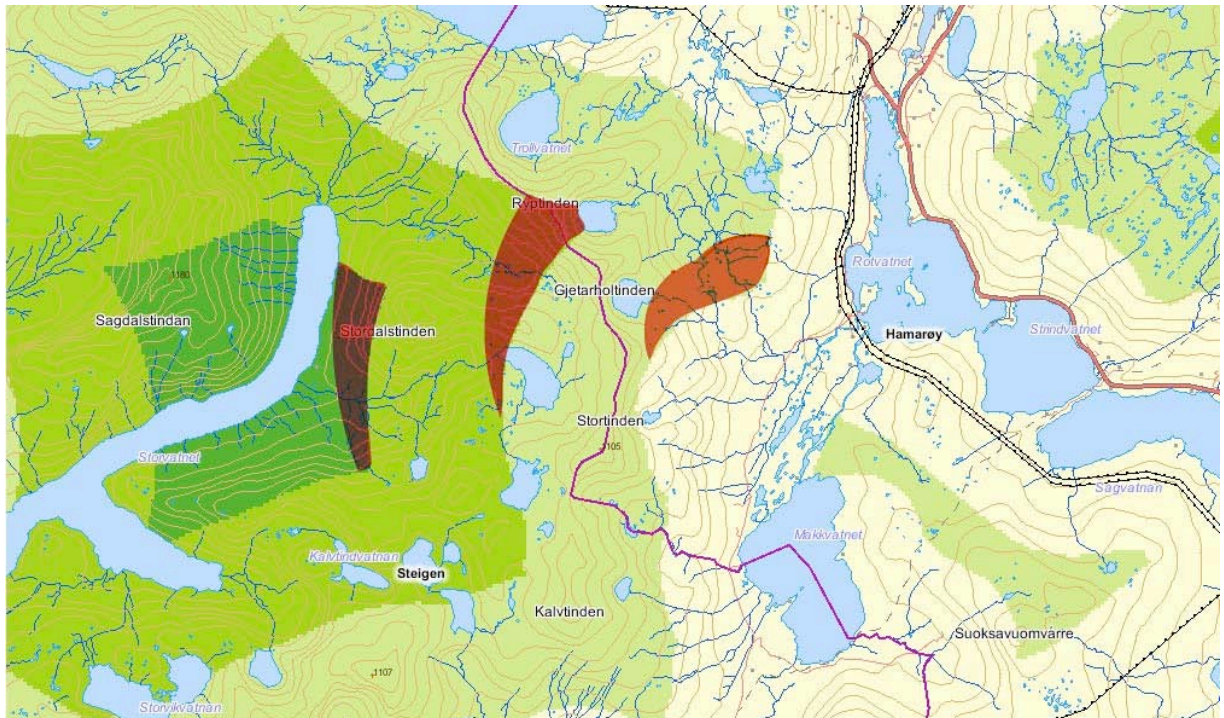 Trollvatnet
Ryptinden
Rotvatnet
1180
Gjetarholtinden
Sagdalstindan
Stordalstinden
Hamarøy
Strindvatnet
Stortinden
1105
Storvatnet
Sagvatnan
Makkvatnet
Kalvtindvatnan
Steigen
Kalvtinden
Suoksavuomvárre
1107
Storvikvatnan